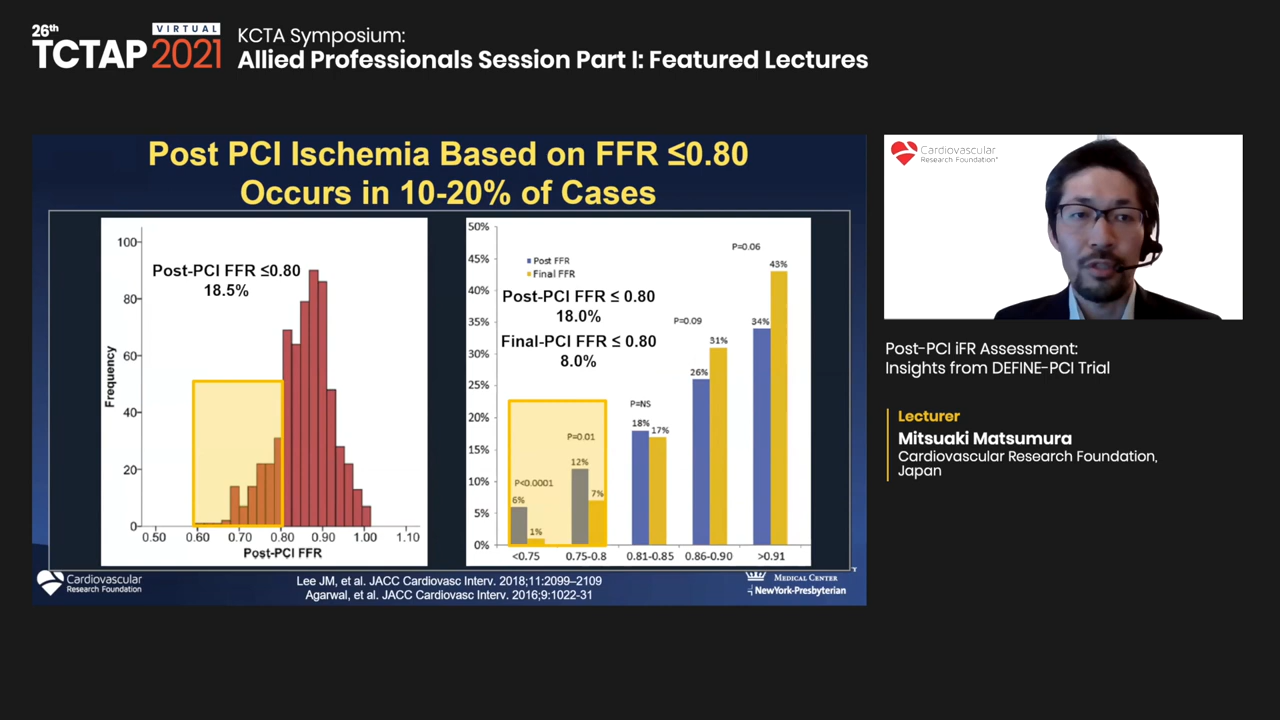 26th
VIRTUAL
TCTAP 2021
KCTA Symposium:
Allied Professionals Session Part I: Featured Lectures
Post PCI Ischemia Based on FFR ≤0.80
Occurs in 10-20% of Cases
Post-PCI FFR ≤0.80
18.5%
Frequency
100
80
60
40
20
0
0.50 0.60 0.70 0.80 0.90 1.00 1.10
Post-PCI FFR
50%
45%
40%
35%
30%
25%
20%
15%
10%
5%
0%
Post FFR
Final FFR
Post-PCI FFR ≤ 0.80
18.0%
Final-PCI FFR ≤ 0.80
8.0%
P<0.0001
6%
1%
P=0.01
12%
7%
P=NS
18%
17%
P=0.09
26%
31%
P=0.06
34%
43%
<0.75 0.75-0.8 0.81-0.85 0.86-0.90 >0.91
Cardiovascular
Research Foundation
Lee JM, et al. JACC Cardiovasc Interv. 2018;11:2099–2109
Agarwal, et al. JACC Cardiovasc Interv. 2016;9:1022-31
MEDICAL CENTER
NewYork-Presbyterian
Cardiovascular
Research Foundation®
Post-PCI iFR Assessment:
Insights from DEFINE-PCI Trial
Lecturer
Mitsuaki Matsumura
Cardiovascular Research Foundation,
Japan